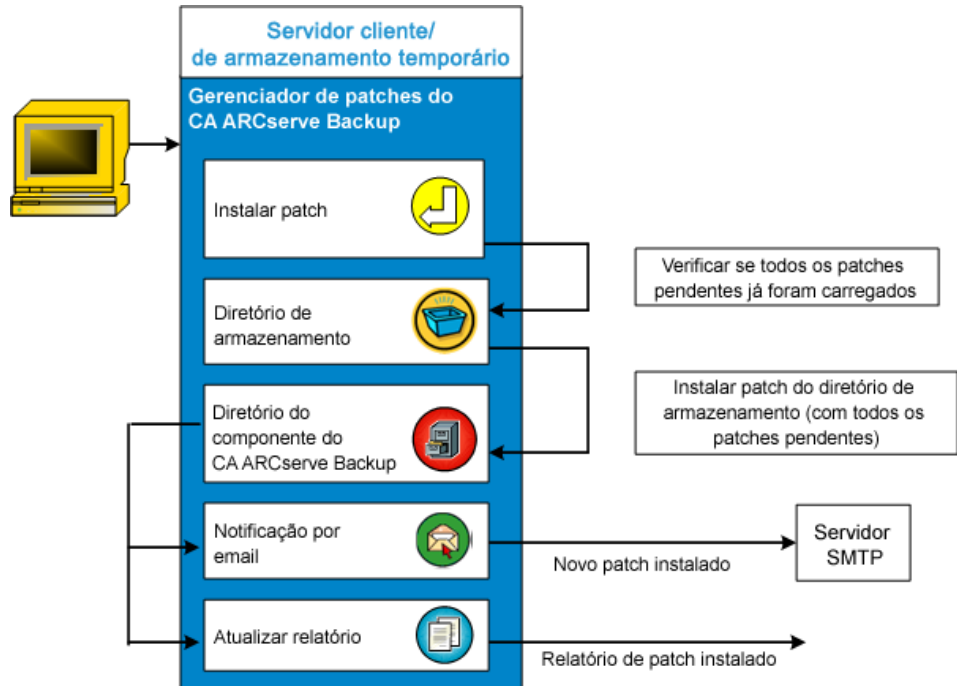 Servidor cliente/
de armazenamento temporário
Gerenciador de patches do
CA ARCserve Backup
Instalar patch
Verificar se todos os patches
pendentes já foram carregados
Diretório de
armazenamento
Instalar patch do diretório de
armazenamento (com todos os
patches pendentes)
Diretório do
componente do
CA ARCserve Backup
Notificação por
email
Novo patch instalado
Servidor
SMTP
Atualizar relatório
Relatório de patch instalado